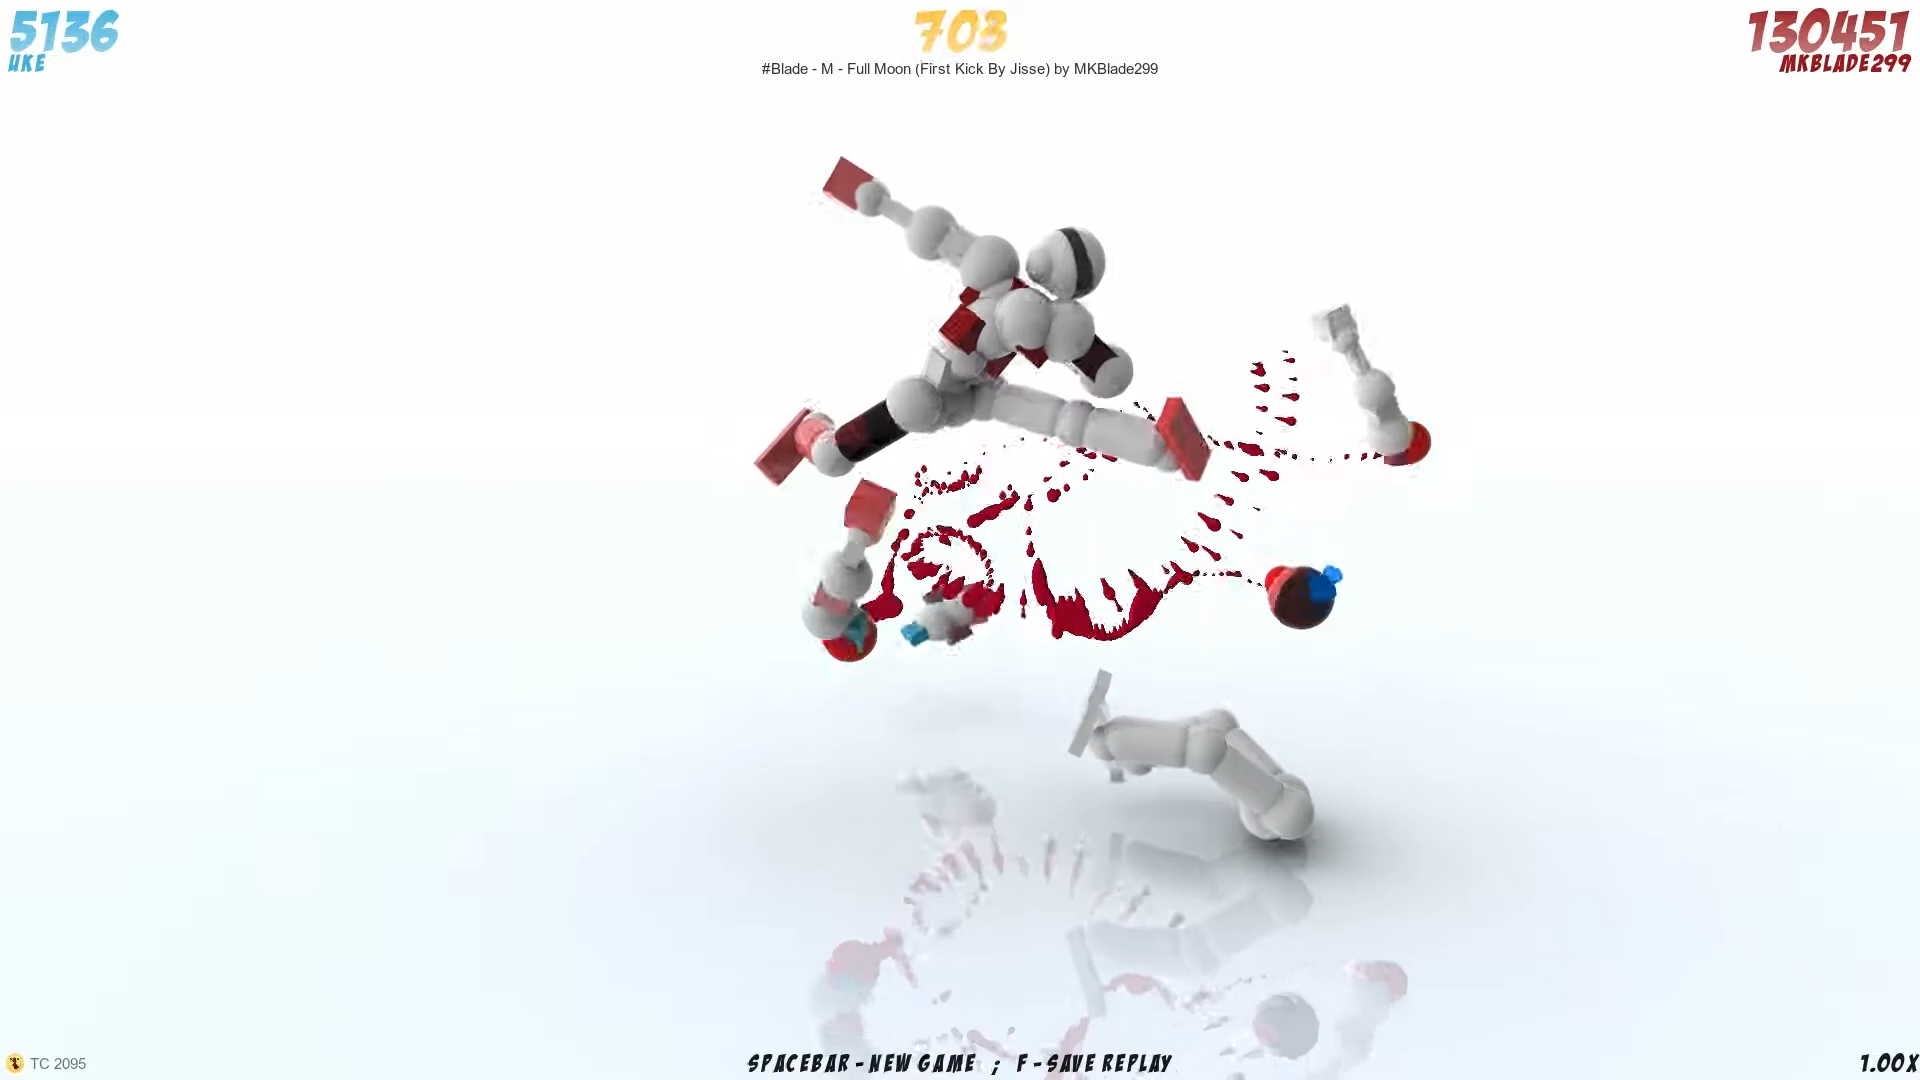 5136
UKE
703
#Blade - M - Full Moon (First Kick By Jisse) by MKBlade299
130451
MKBLADE299
TC 2095
SPACEBAR - NEW GAME ; F - SAVE REPLAY
1.00X